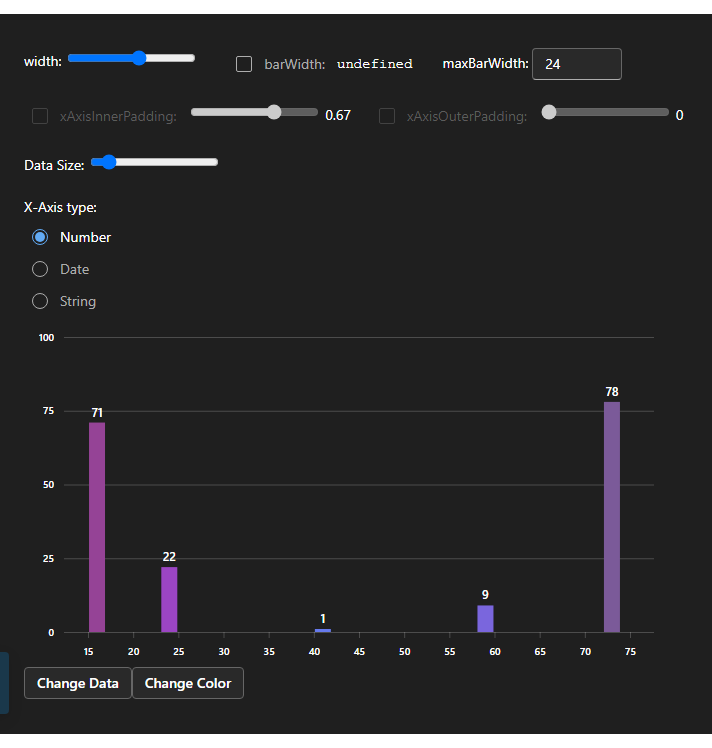 width: barWidth: undefined maxBarWidth: 24
xAxisInnerPadding: 0.67 xAxisOuterPadding: 0
Data Size:
X-Axis type:
Number
Date
String
100
75
50
25
0
71
22
1
9
78
15 20 25 30 35 40 45 50 55 60 65 70 75
Change Data Change Color